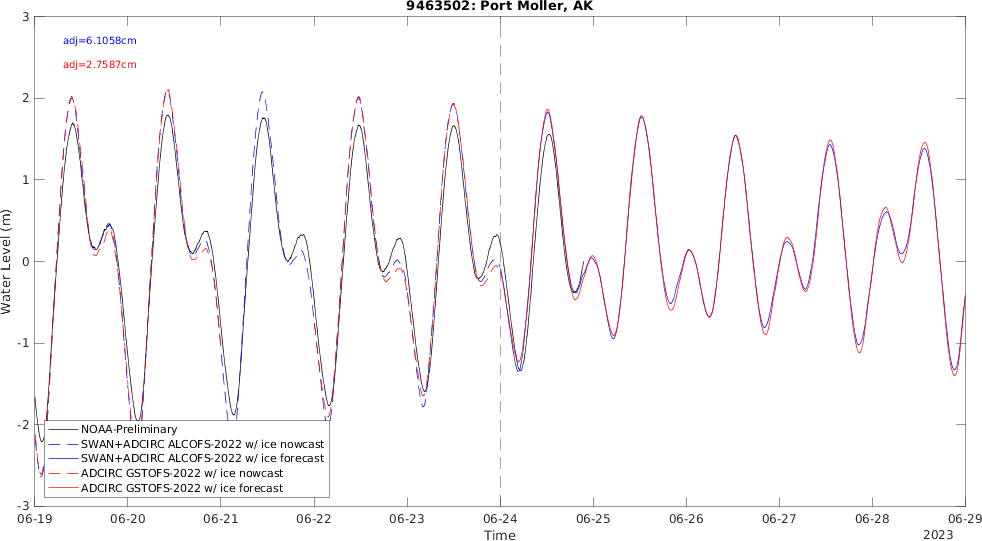 9463502: Port Moller, AK
adj=6.1058cm
adj=2.7587cm
Water Level (m)
3
2
1
0
-1
-2
-3
NOAA-Preliminary
SWAN+ADCIRC ALCOFS-2022 w/ ice nowcast
SWAN+ADCIRC ALCOFS-2022 w/ ice forecast
ADCIRC GSTOFS-2022 w/ ice nowcast
ADCIRC GSTOFS-2022 w/ ice forecast
06-19 06-20 06-21 06-22 06-23 06-24 06-25 06-26 06-27 06-28 06-29
Time
2023